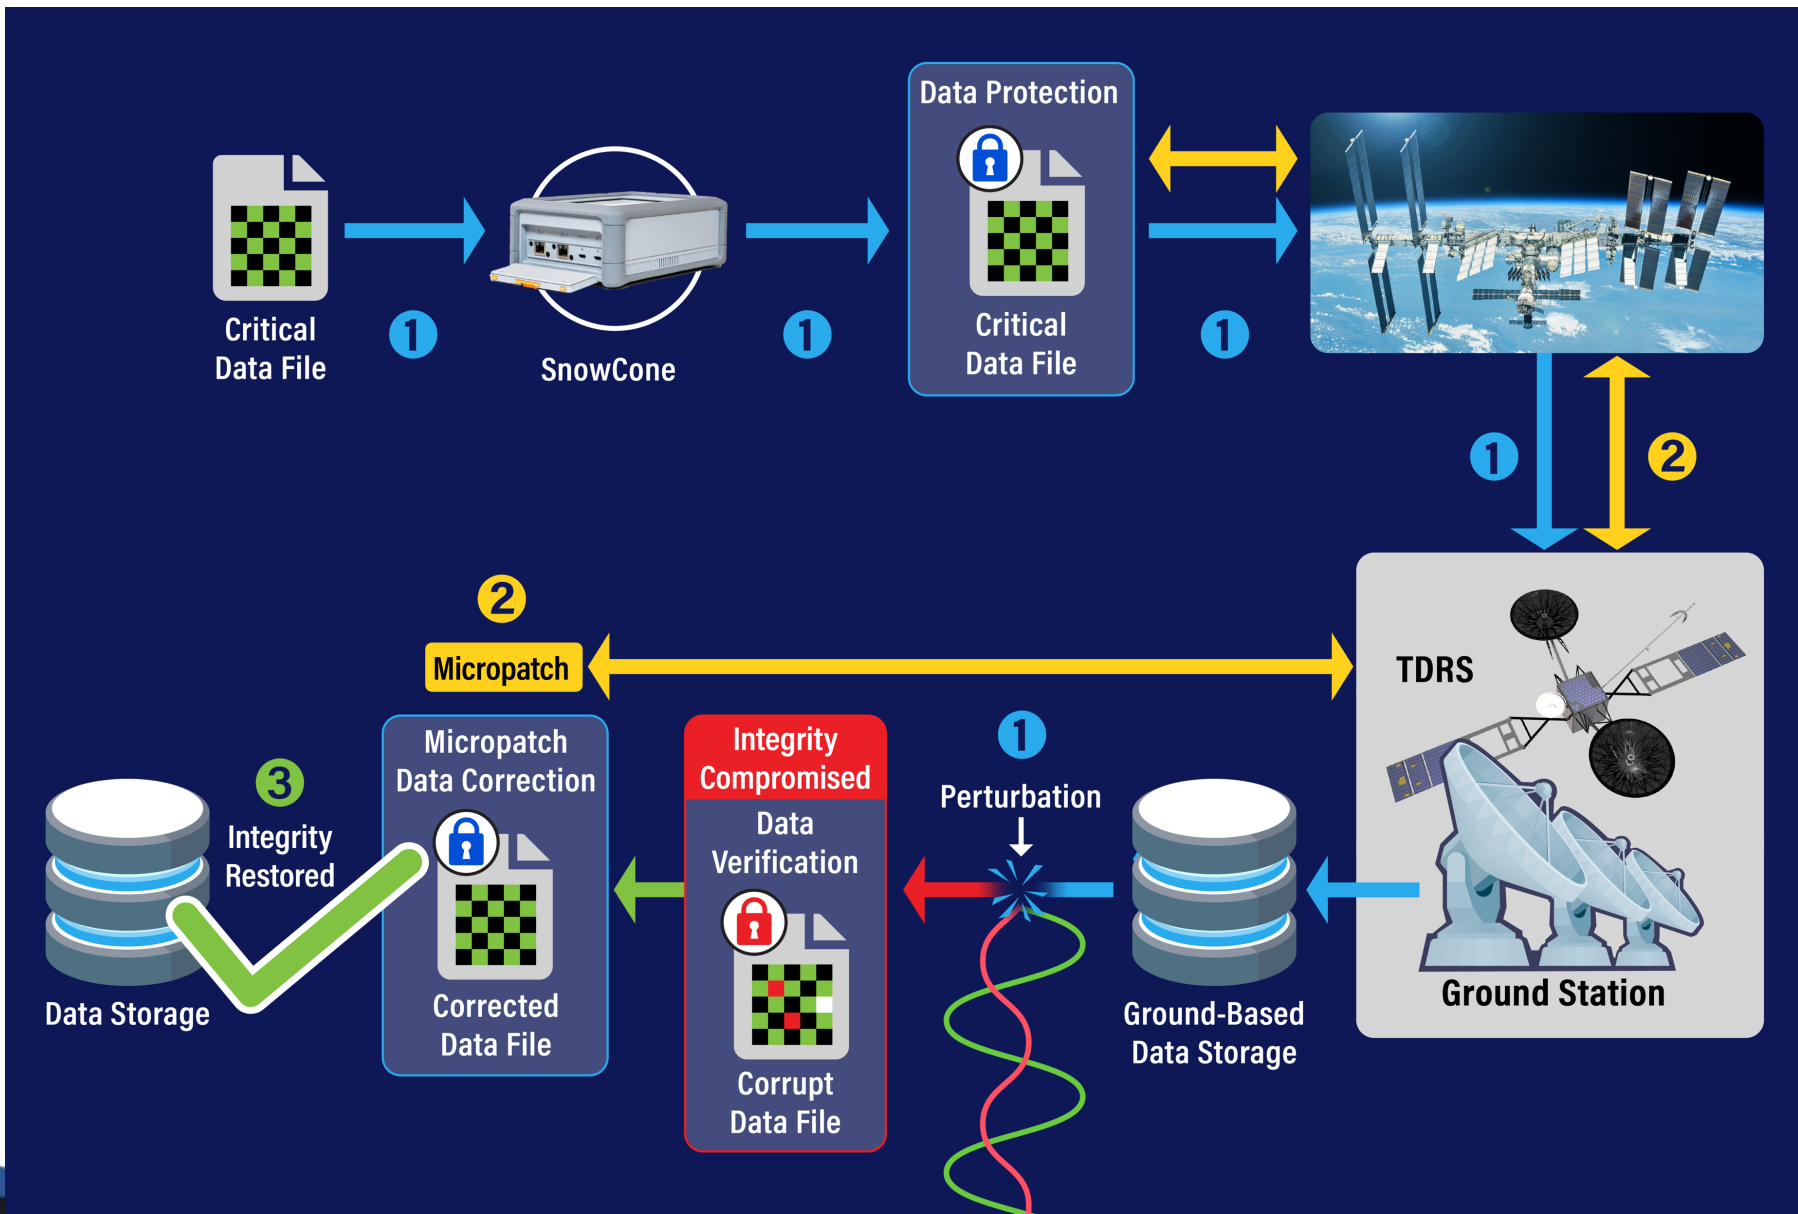 Data Protection
Critical
Data File
1
SnowCone
1
Critical
Data File
1
1
2
2
Micropatch
TDRS
Ground Station
1
Perturbation
Ground-Based
Data Storage
Integrity
Compromised
Data
Verification
Corrupt
Data File
Micropatch
Data Correction
Corrected
Data File
3
Integrity
Restored
Data Storage